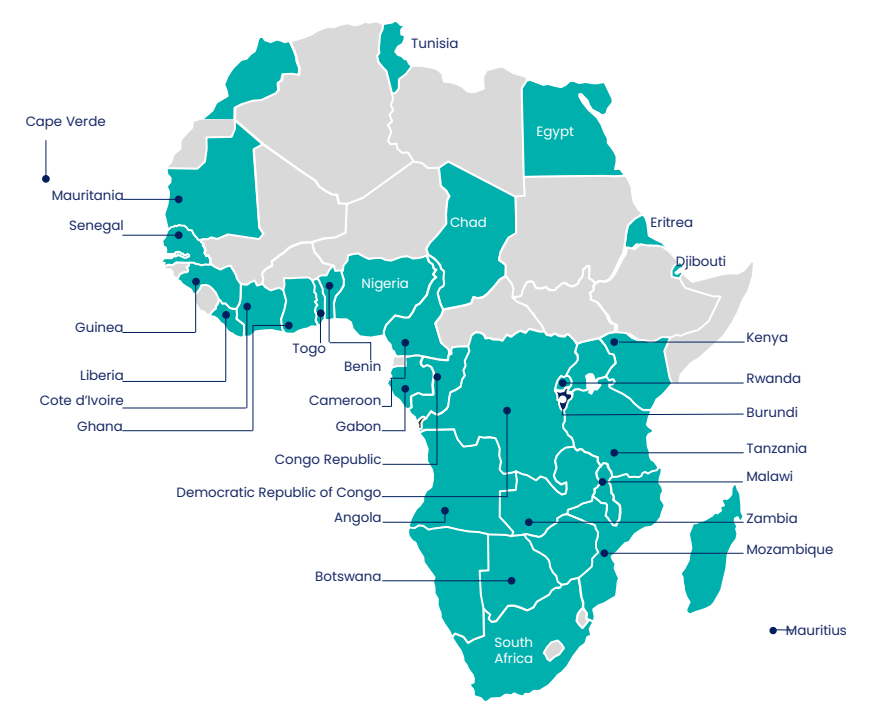 Tunisia
Cape Verde
Egypt
Mauritania
Senegal
Chad
Eritrea
Djibouti
Nigeria
Guinea
Togo
Kenya
Benin
Liberia
Rwanda
Cote d’Ivoire
Cameroon
Burundi
Ghana
Gabon
Tanzania
Congo Republic
Malawi
Democratic Republic of Congo
Angola
Zambia
Mozambique
Botswana
Mauritius
South
Africa